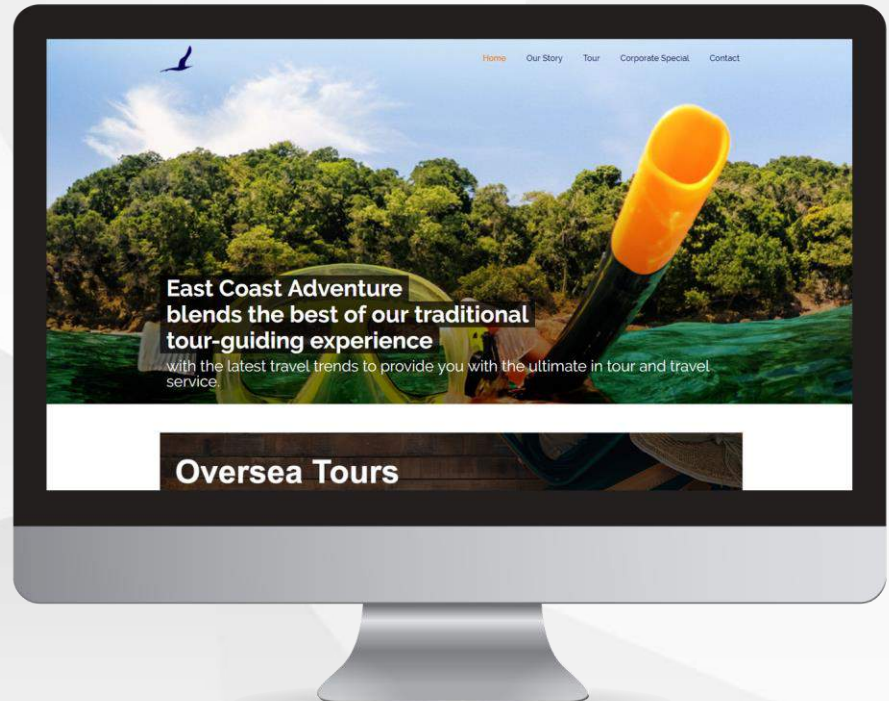 Home Our Story Tour Corporate Special Contact
East Coast Adventure
blends the best of our traditional
tour-guiding experience
with the latest travel trends to provide you with the ultimate in tour and travel
service.
Oversea Tours